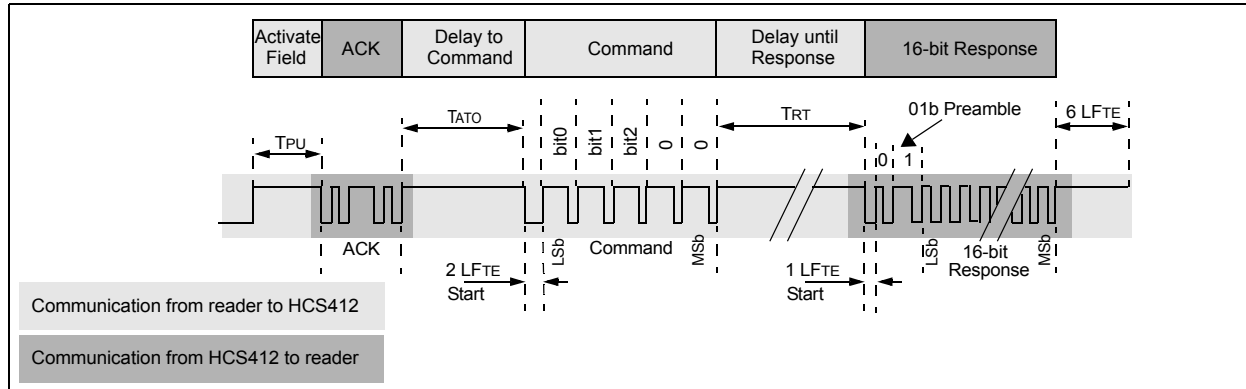 Activate
Field
ACK
Delay to
Command
Command
Delay until
Response
16-bit Response
TPU
TATO
bit0
bit1
bit2
0
0
TRT
01b Preamble
0
1
6 LFTE
ACK
LSb
Command
MSb
LSb
16-bit
Response
MSb
2 LFTE
Start
1 LFTE
Start
Communication from reader to HCS412
Communication from HCS412 to reader